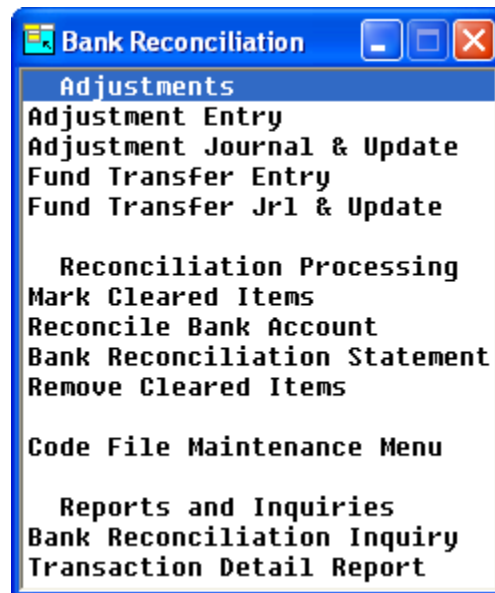 Bank Reconciliation
Adjustments
Adjustment Entry
Adjustment Journal & Update
Fund Transfer Entry
Fund Transfer Jrl & Update
Reconciliation Processing
Mark Cleared Items
Reconcile Bank Account
Bank Reconciliation Statement
Remove Cleared Items
Code File Maintenance Menu
Reports and Inquiries
Bank Reconciliation Inquiry
Transaction Detail Report